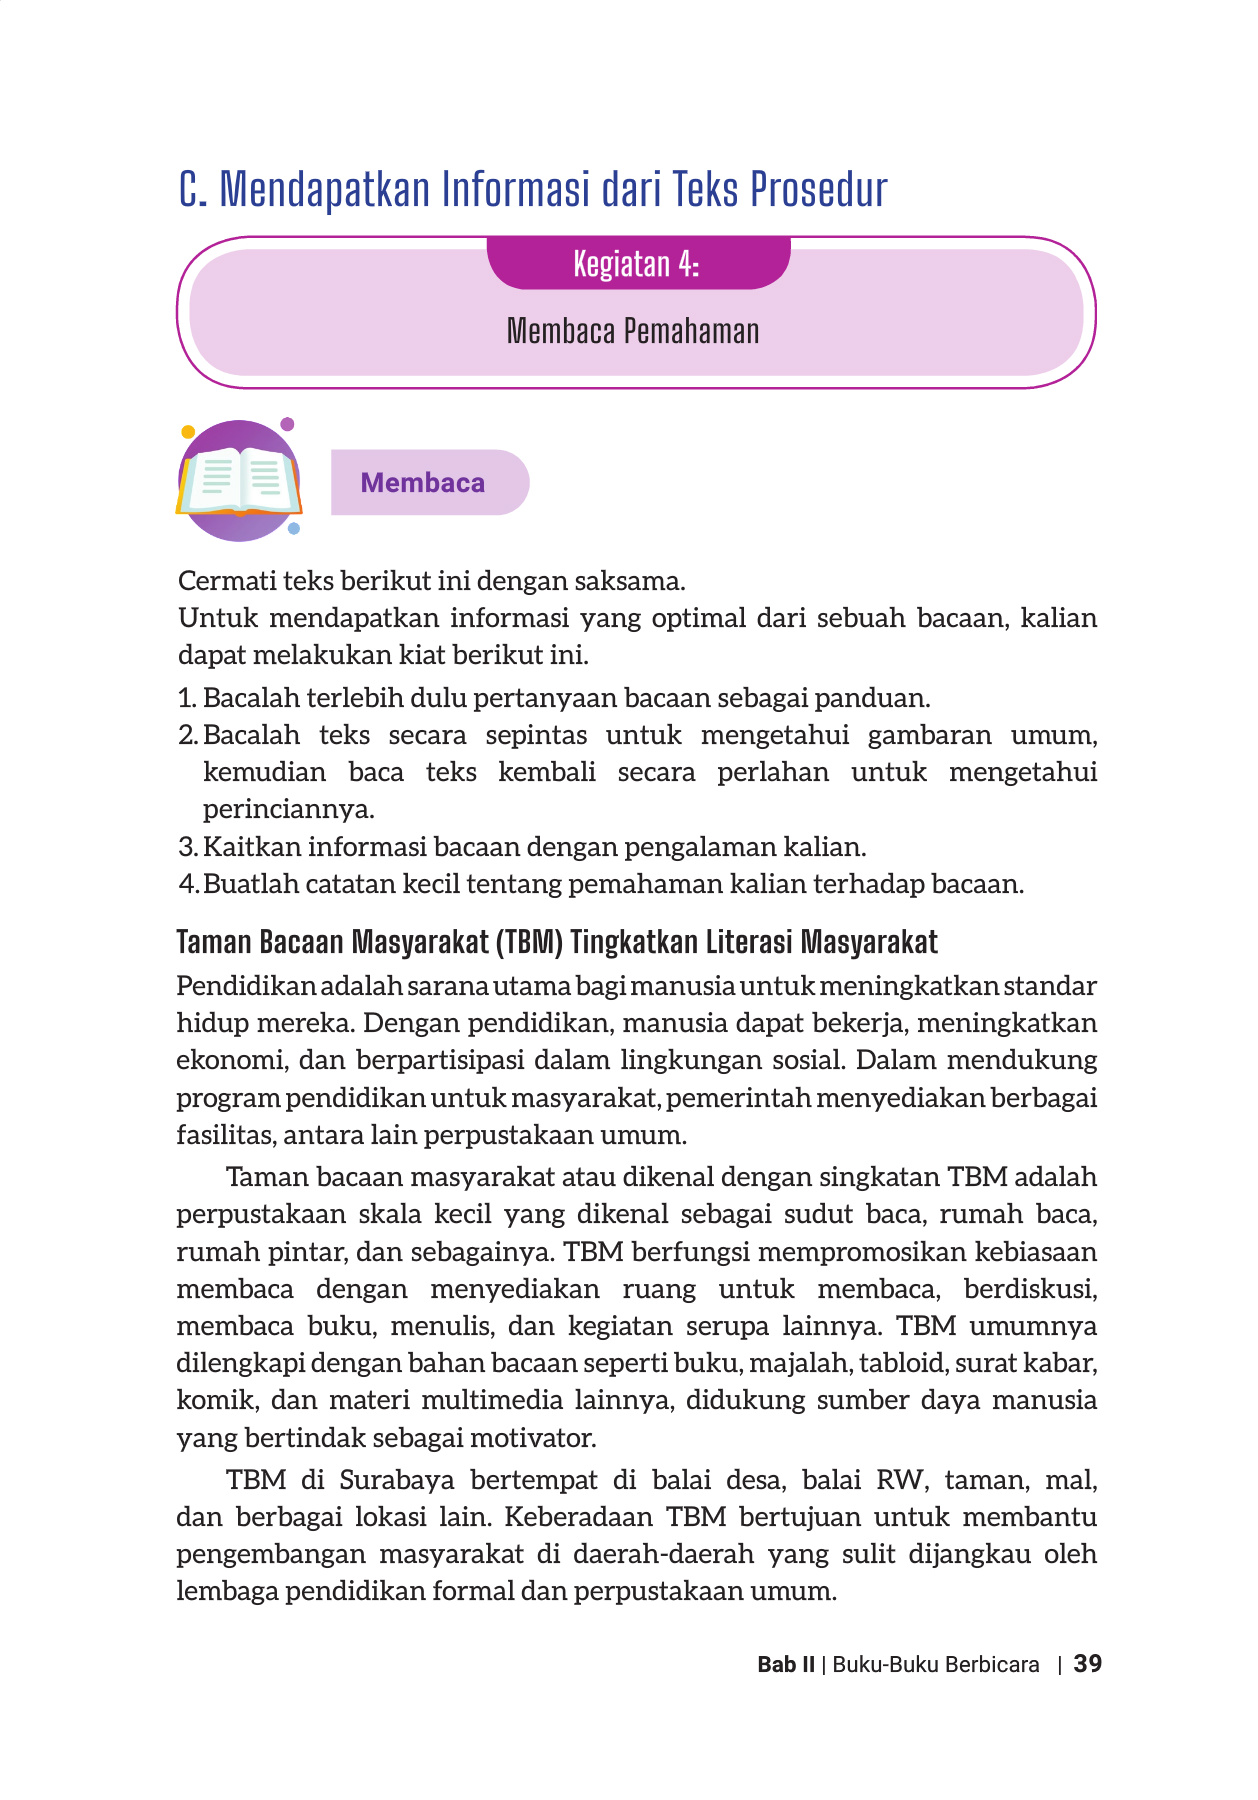 C. Mendapatkan Informasi dari Teks Prosedur
Kegiatan 4:
Membaca Pemahaman
Membaca
Cermati teks berikut ini dengan saksama.
Untuk mendapatkan informasi yang optimal dari sebuah bacaan, kalian
dapat melakukan kiat berikut ini.
1. Bacalah terlebih dulu pertanyaan bacaan sebagai panduan.
2. Bacalah teks secara sepintas untuk mengetahui gambaran umum,
kemudian baca teks kembali secara perlahan untuk mengetahui
perinciannya.
3. Kaitkan informasi bacaan dengan pengalaman kalian.
4. Buatlah catatan kecil tentang pemahaman kalian terhadap bacaan.
Taman Bacaan Masyarakat (TBM) Tingkatkan Literasi Masyarakat
Pendidikan adalah sarana utama bagi manusia untuk meningkatkan standar
hidup mereka. Dengan pendidikan, manusia dapat bekerja, meningkatkan
ekonomi, dan berpartisipasi dalam lingkungan sosial. Dalam mendukung
program pendidikan untuk masyarakat, pemerintah menyediakan berbagai
fasilitas, antara lain perpustakaan umum.
Taman bacaan masyarakat atau dikenal dengan singkatan TBM adalah
perpustakaan skala kecil yang dikenal sebagai sudut baca, rumah baca,
rumah pintar, dan sebagainya. TBM berfungsi mempromosikan kebiasaan
membaca dengan menyediakan ruang untuk membaca, berdiskusi,
membaca buku, menulis, dan kegiatan serupa lainnya. TBM umumnya
dilengkapi dengan bahan bacaan seperti buku, majalah, tabloid, surat kabar,
komik, dan materi multimedia lainnya, didukung sumber daya manusia
yang bertindak sebagai motivator.
TBM di Surabaya bertempat di balai desa, balai RW, taman, mal,
dan berbagai lokasi lain. Keberadaan TBM bertujuan untuk membantu
pengembangan masyarakat di daerah-daerah yang sulit dijangkau oleh
lembaga pendidikan formal dan perpustakaan umum.
Bab II | Buku-Buku Berbicara | 39